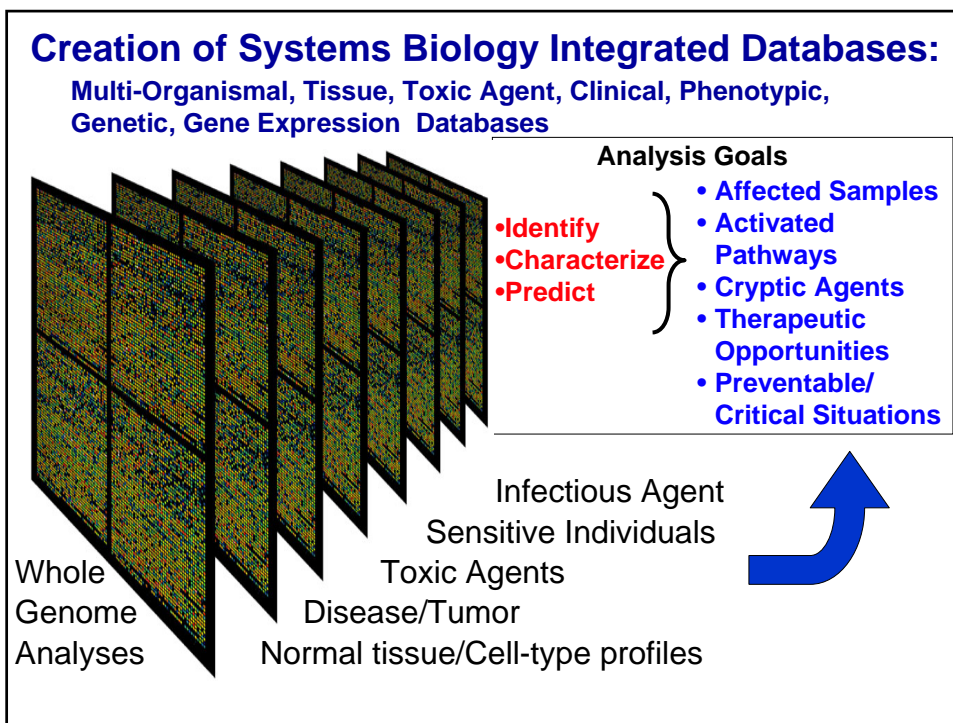 Creation of Systems Biology Integrated Databases:
Multi-Organismal, Tissue, Toxic Agent, Clinical, Phenotypic,
Genetic, Gene Expression Databases
Analysis Goals
•Identify
•Characterize
•Predict
• Affected Samples
• Activated
Pathways
• Cryptic Agents
• Therapeutic
Opportunities
• Preventable/
Critical Situations
Infectious Agent
Sensitive Individuals
Toxic Agents
Disease/Tumor
Normal tissue/Cell-type profiles
Whole
Genome
Analyses